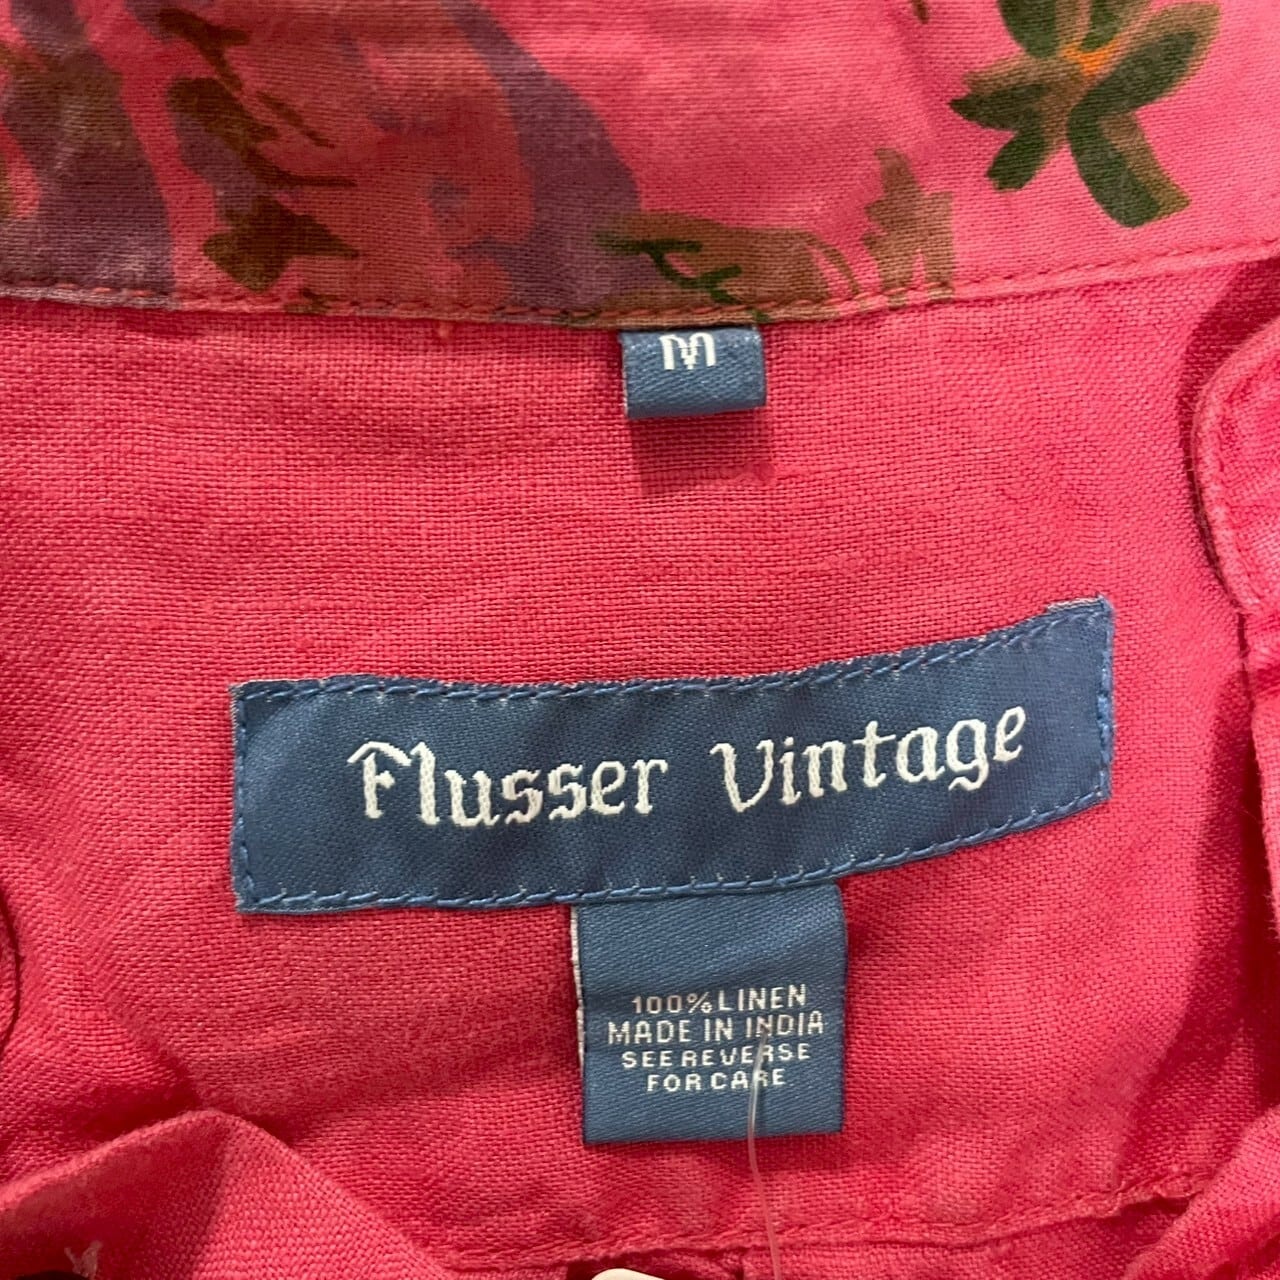 M
Flusser Vintage
100% LINEN
MADE IN INDIA
SEE REVERSE
FOR CARE